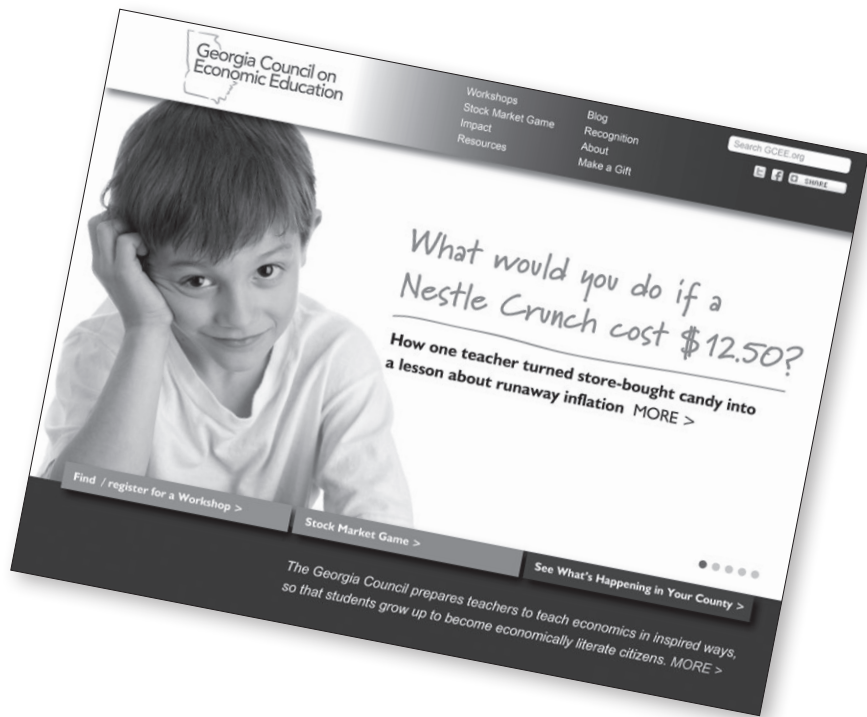 Georgia Council on
Economic Education
Workshops
Stock Market Game
Impact
Resources
Blog
Recognition
About
Make a Gift
Search GCEE.org
SHARE
What would you do if a
Nestle Crunch cost $12.50?
How one teacher turned store-bought candy into
a lesson about runaway inflation MORE >
Find / register for a Workshop >
Stock Market Game >
See What's Happening in Your County >
The Georgia Council prepares teachers to teach economics in inspired ways,
so that students grow up to become economically literate citizens. MORE >